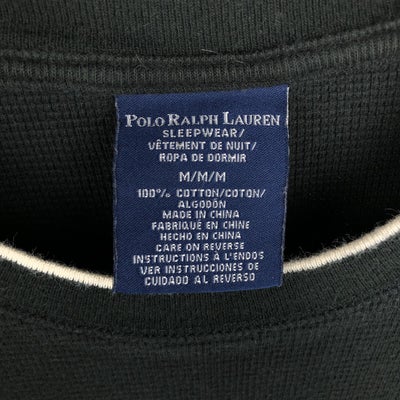 POLO RALPH LAUREN
SLEEPWEAR/
VÊTEMENT DE NUIT/
ROPA DE DORMIR
M/M/M
100% COTTON/COTON/
ALGODÓN
MADE IN CHINA
FABRIQUÉ EN CHINE
HECHO EN CHINA
CARE ON REVERSE
INSTRUCTIONS À L'ENDOS
VER INSTRUCCIONES DE
CUIDADO AL REVERSO